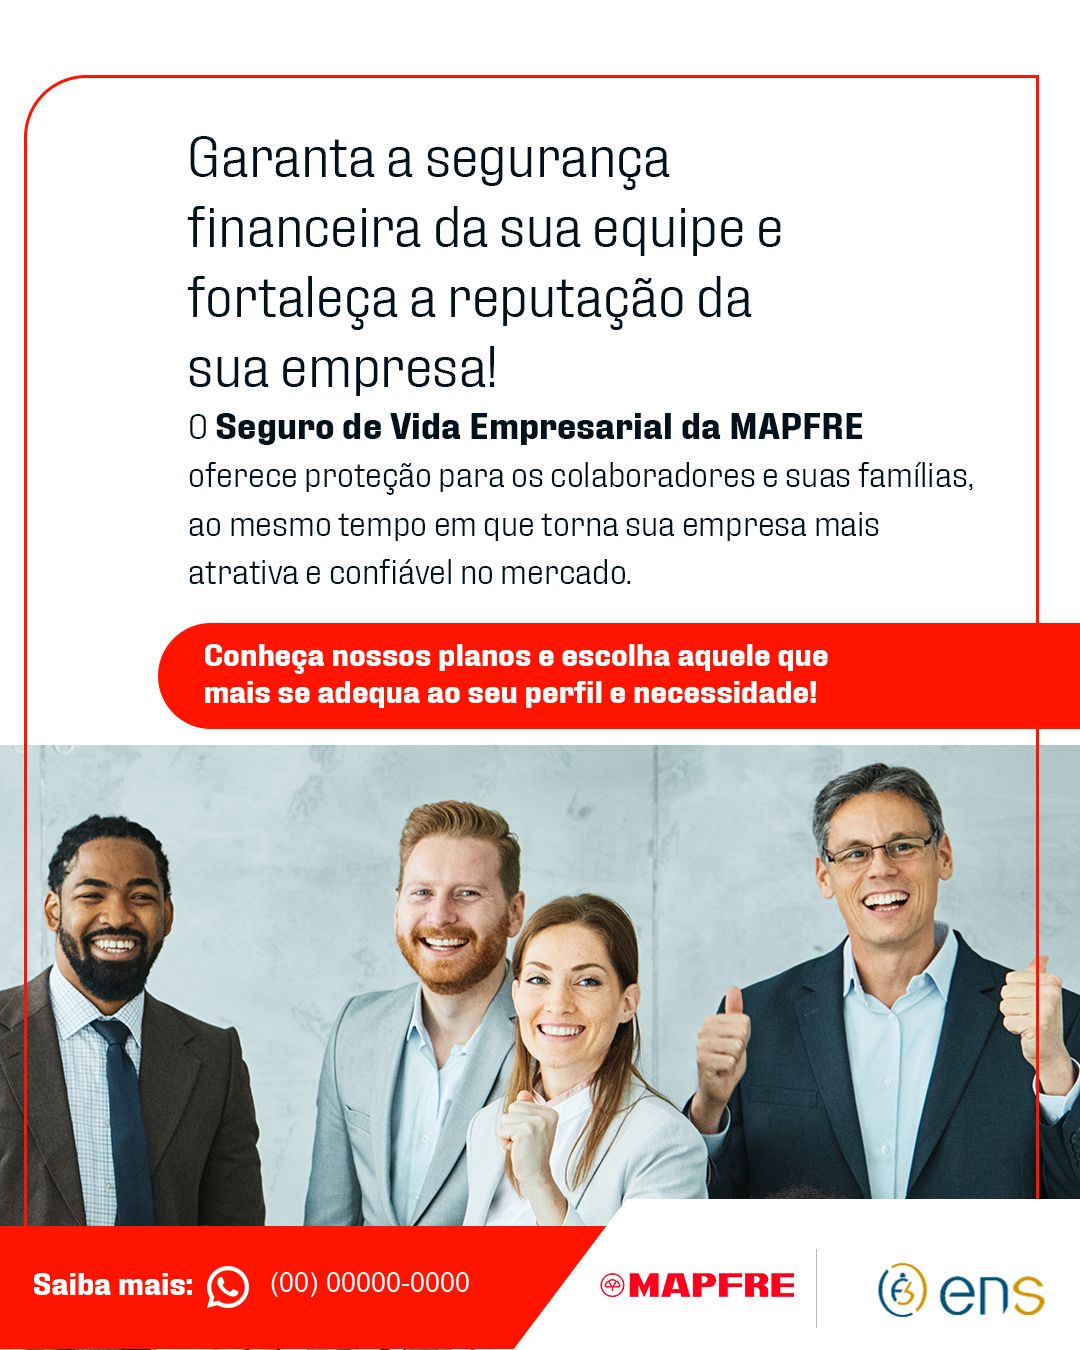 Garanta a segurança
financeira da sua equipe e
fortaleça a reputação da
sua empresa!
O Seguro de Vida Empresarial da MAPFRE
oferece proteção para os colaboradores e suas famílias,
ao mesmo tempo em que torna sua empresa mais
atrativa e confiável no mercado.
Conheça nossos planos e escolha aquele que
mais se adequa ao seu perfil e necessidade!
Saiba mais: (00) 00000-0000
MAPFRE
ens